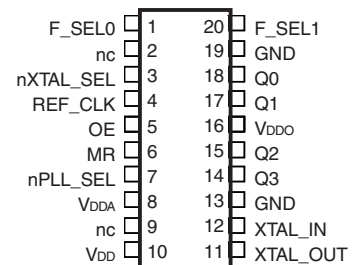 F_SEL0 1 20 F_SEL1
nc 2 19 GND
nXTAL_SEL 3 18 Q0
REF_CLK 4 17 Q1
OE 5 16 VDDO
MR 6 15 Q2
nPLL_SEL 7 14 Q3
VDDA 8 13 GND
nc 9 12 XTAL_IN
VDD 10 11 XTAL_OUT